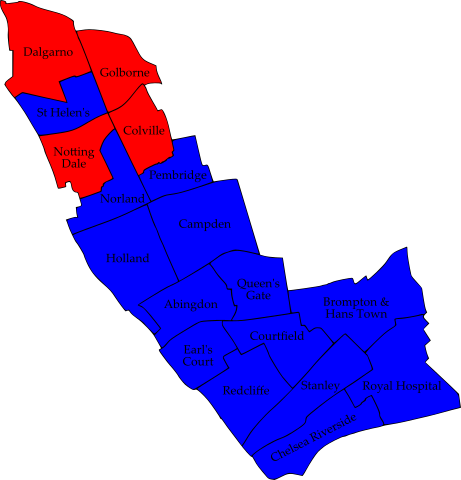 Dalgarno
Golborne
St Helen's
Colville
Notting
Dale
Pembridge
Norland
Campden
Holland
Queen's
Gate
Abingdon
Brompton &
Hans Town
Courtfield
Earl's
Court
Redcliffe
Stanley
Royal Hospital
Chelsea Riverside